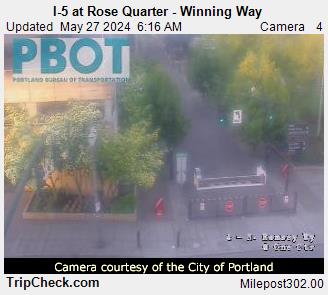 I-5 at Rose Quarter - Winning Way
Updated May 27 2024 6:16 AM Camera 4
PBOT
PORTLAND BUREAU OF TRANSPORTATION
Camera courtesy of the City of Portland
TripCheck.com Milepost302.00